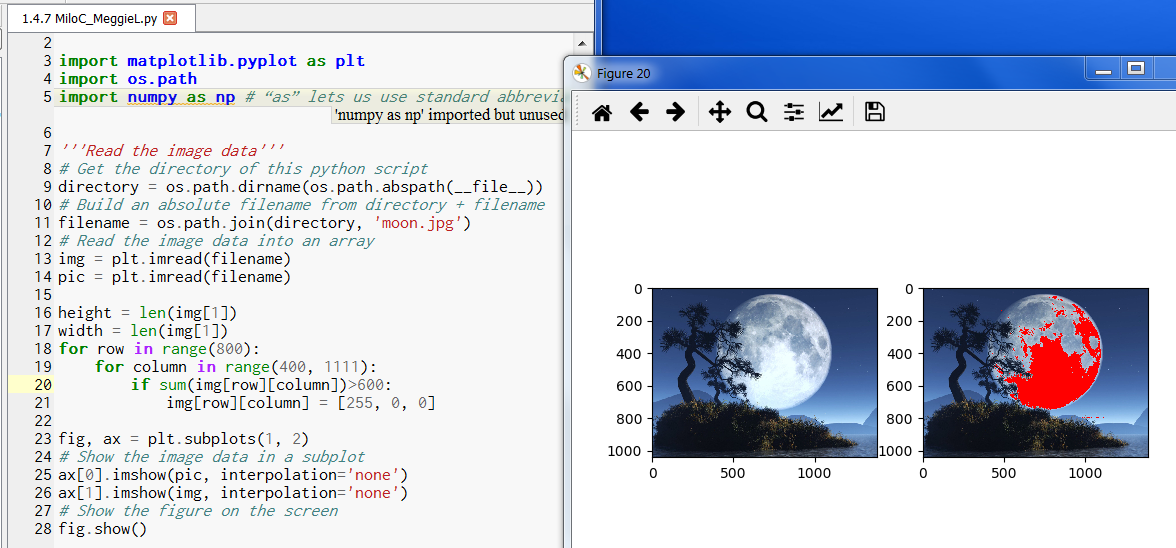 1.4.7 MiloC_MeggieL.py
2
3 import matplotlib.pyplot as plt
4 import os.path
5 import numpy as np # “as” lets us use standard abbrevia
'numpy as np' imported but unused
6
7 '''Read the image data'''
8 # Get the directory of this python script
9 directory = os.path.dirname(os.path.abspath(__file__))
10 # Build an absolute filename from directory + filename
11 filename = os.path.join(directory, 'moon.jpg')
12 # Read the image data into an array
13 img = plt.imread(filename)
14 pic = plt.imread(filename)
15
16 height = len(img[1])
17 width = len(img[1])
18 for row in range(800):
19     for column in range(400, 1111):
20         if sum(img[row][column])>600:
21             img[row][column] = [255, 0, 0]
22
23 fig, ax = plt.subplots(1, 2)
24 # Show the image data in a subplot
25 ax[0].imshow(pic, interpolation='none')
26 ax[1].imshow(img, interpolation='none')
27 # Show the figure on the screen
28 fig.show()
Figure 20
0
200
400
600
800
1000
0 500 1000
0
200
400
600
800
1000
0 500 1000